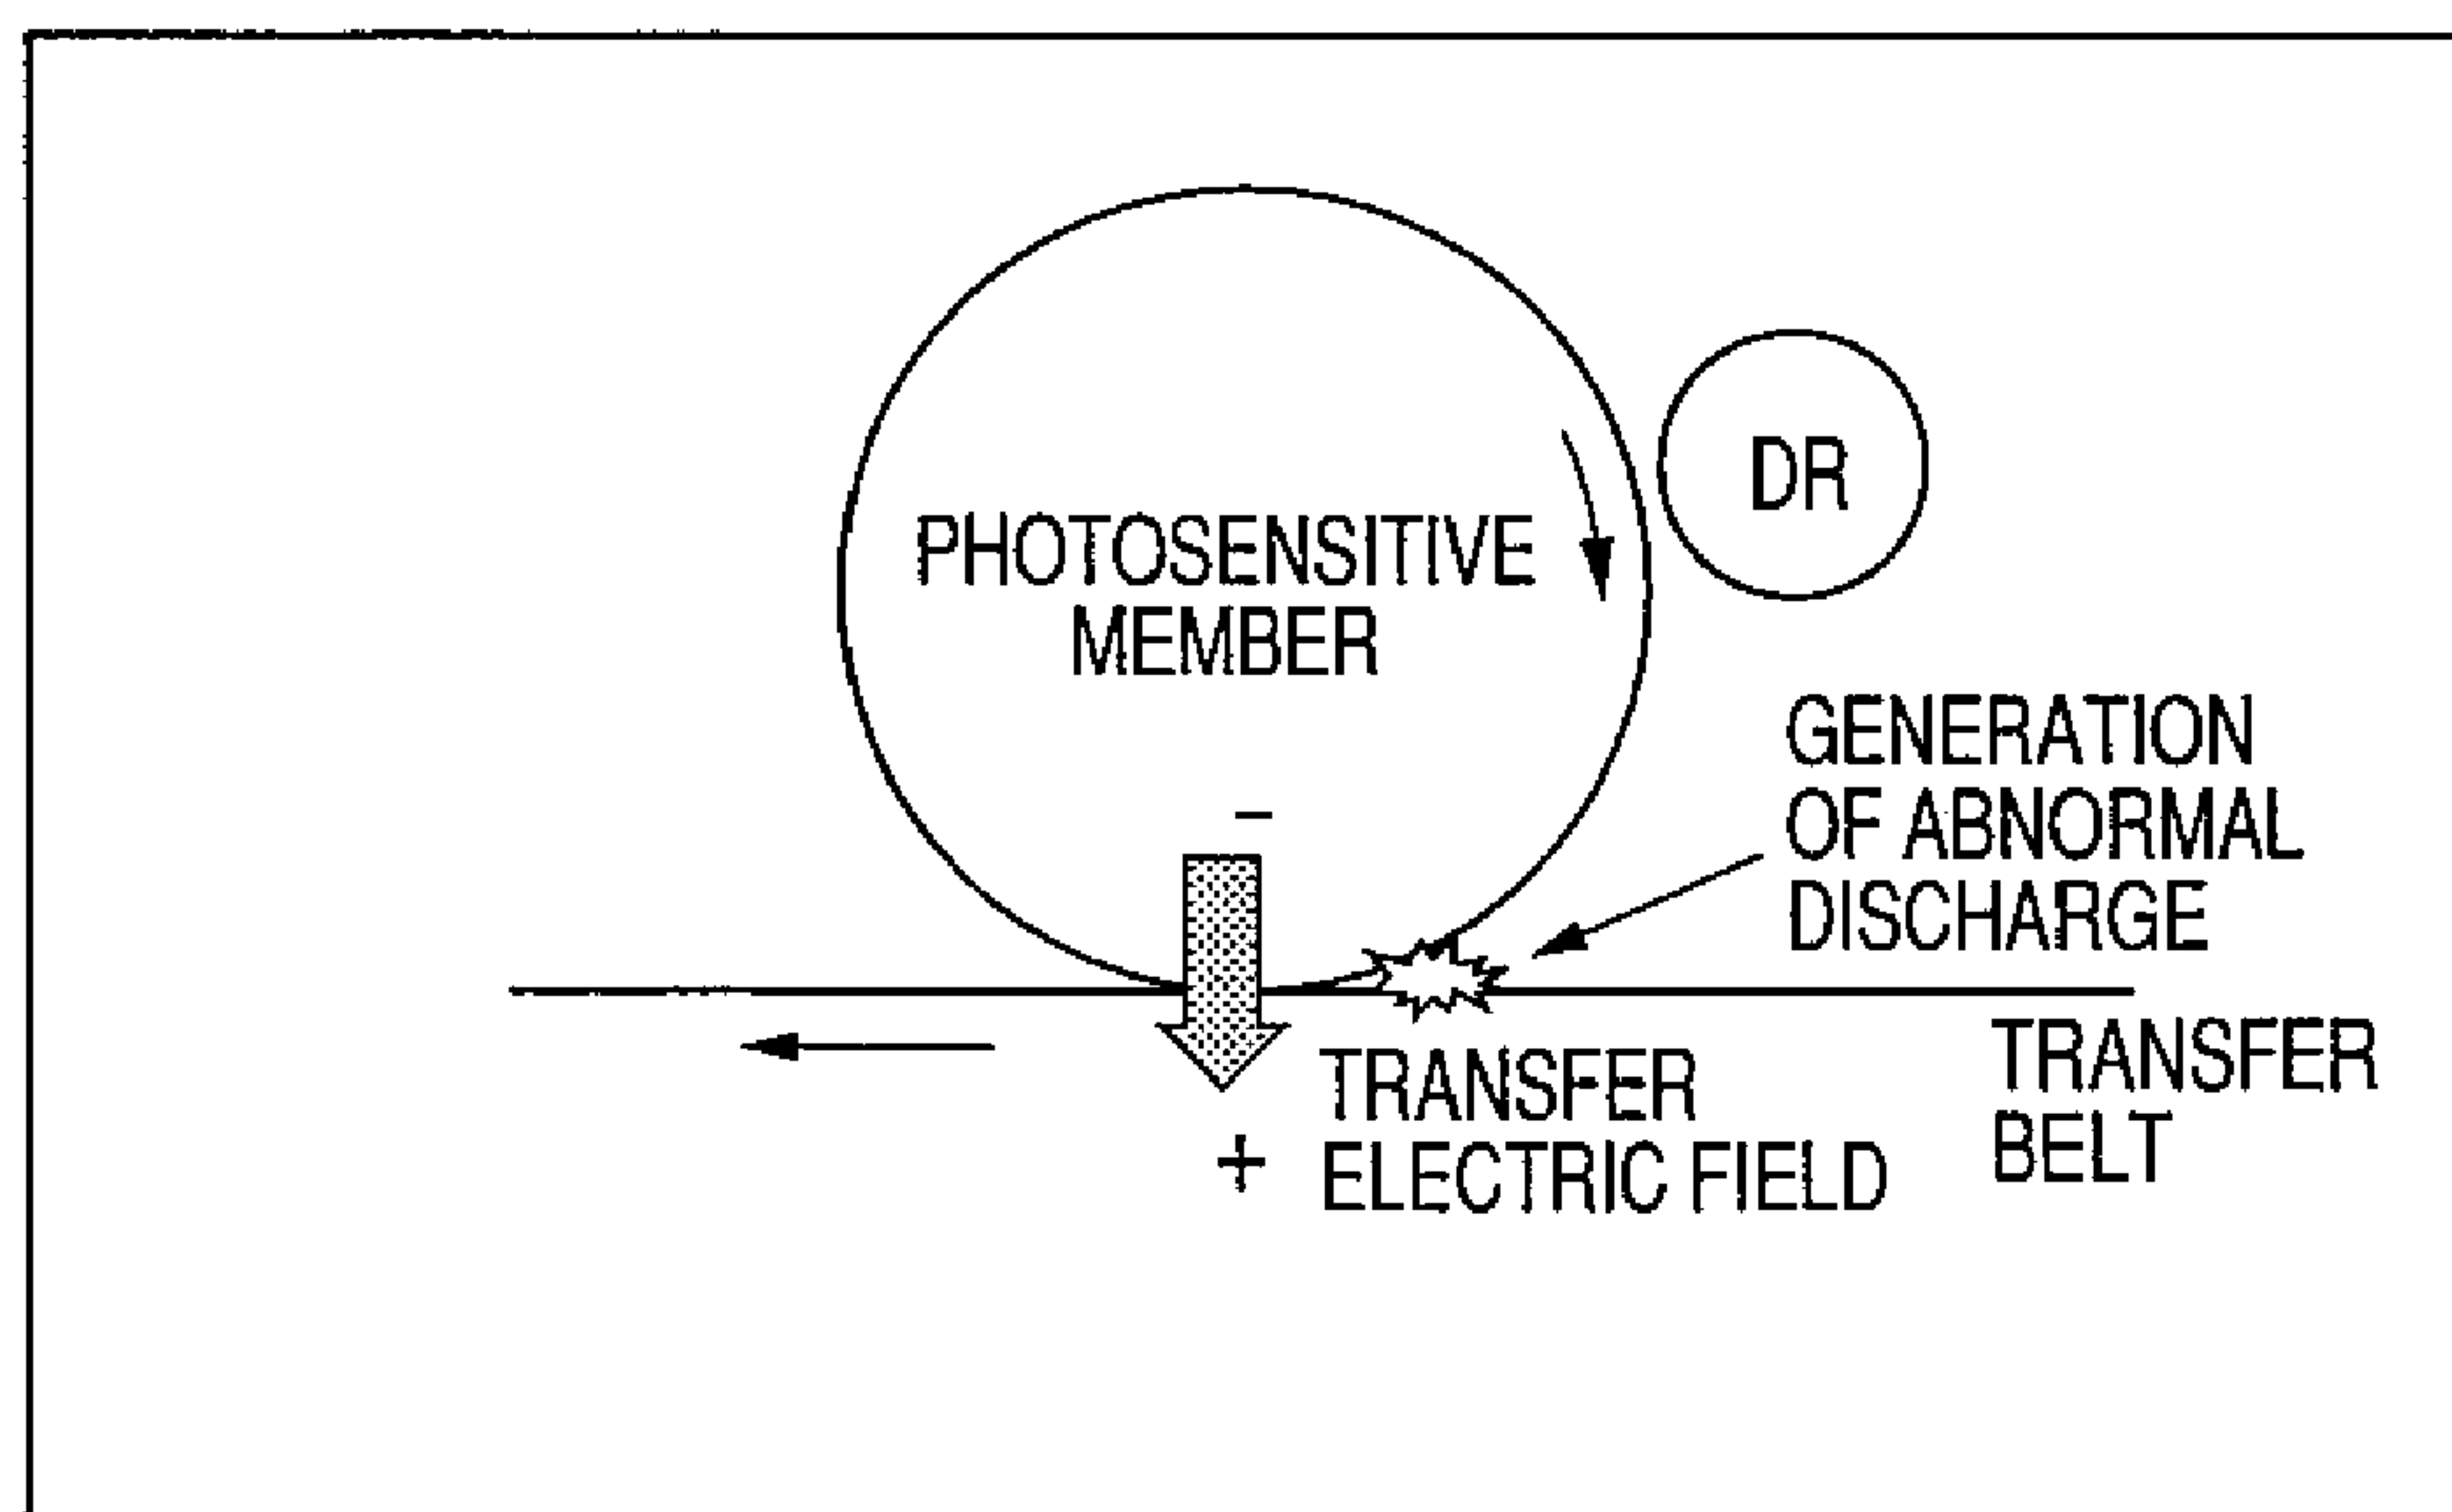 DR
PHOTOSENSITIVE
MEMBER
GENERATION
OF ABNORMAL
DISCHARGE
−
TRANSFER
ELECTRIC FIELD
+
TRANSFER
BELT